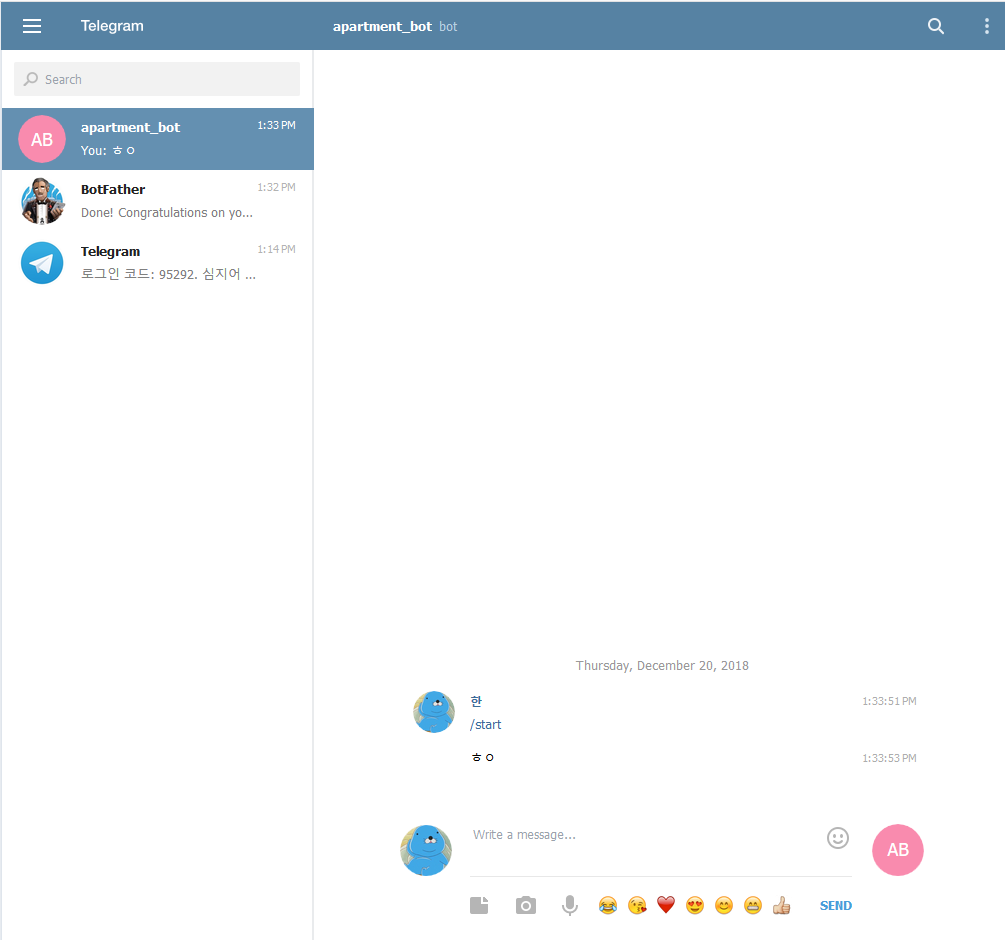 Telegram
apartment_bot bot
Search
AB
apartment_bot 1:33 PM
You: ㅎㅇ
BotFather 1:32 PM
Done! Congratulations on yo...
Telegram 1:14 PM
로그인 코드: 95292. 심지어 ...
Thursday, December 20, 2018
한 1:33:51 PM
/start
ㅎㅇ 1:33:53 PM
Write a message...
AB
SEND